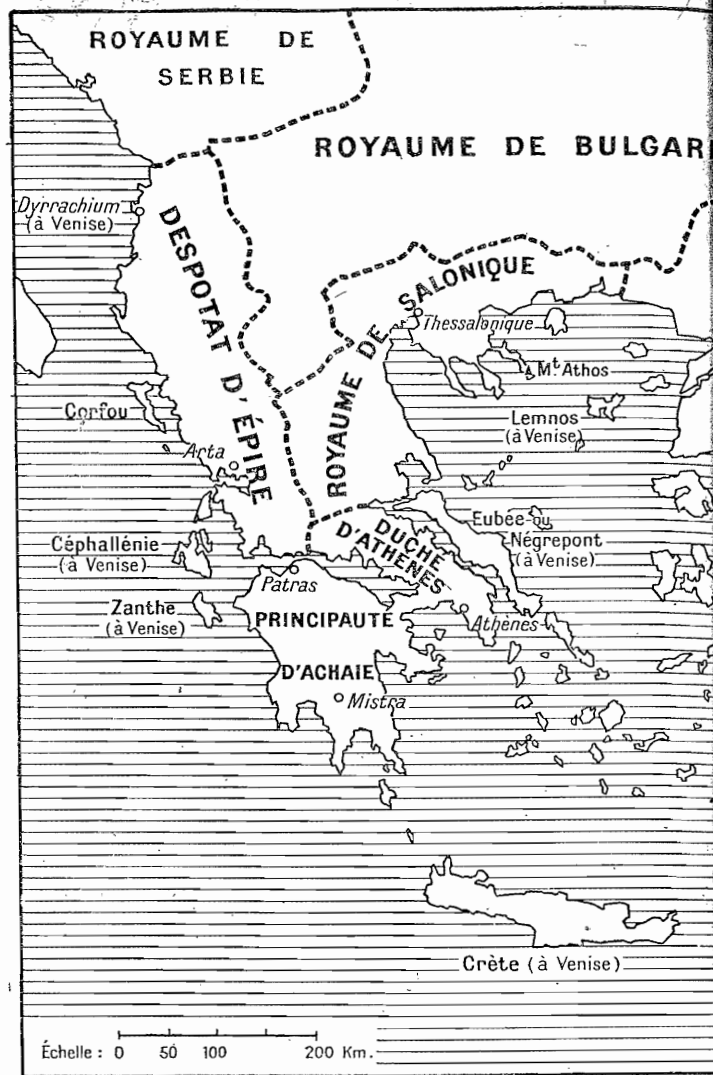 ROYAUME DE
SERBIE
ROYAUME DE BULGAR
Dyrrachium
(à Venise)
DESPOTAT D'ÉPIRE
ROYAUME DE SALONIQUE
Thessalonique
Mt Athos
Corfou
Lemnos
(à Venise)
Arta
Eubée ou
Négrepont
(à Venise)
DUCHÉ
D'ATHÈNES
Céphallénie
(à Venise)
Patras
Zanthe
(à Venise)
PRINCIPAUTÉ
Athènes
D'ACHAIE
Mistra
Crète (à Venise)
Échelle : 0 50 100 200 Km.